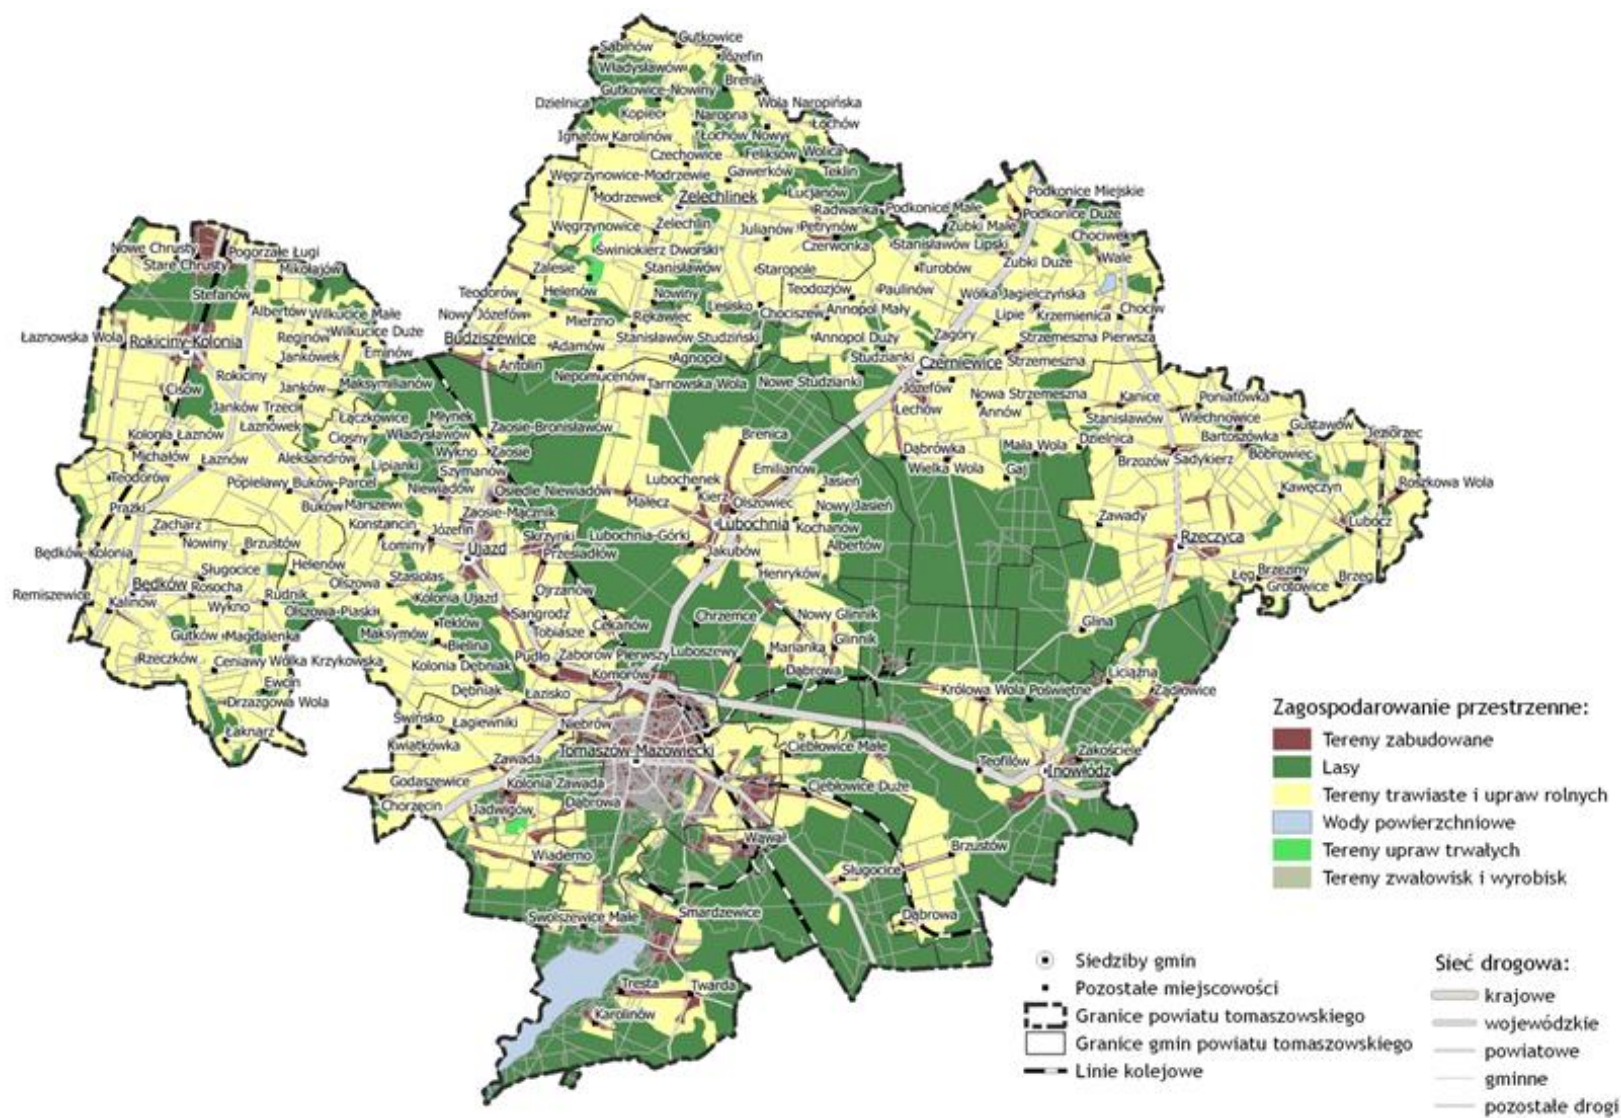 Gutkowice
Sabinów
Józefin
Władysławów
Brenik
Gutkowice-Nowiny
Dzielnica
Wola Naropińska
Kopiec
Naropna
Łochów
Ignatów
Karolinów
Łochów Nowy
Czechowice
Feliksów
Wolica
Węgrzynowice-Modrzewie
Gawerków
Teklin
Modrzewek
Żelechlinek
Lucjanów
Podkonice Miejskie
Radwanka
Podkonice Małe
Podkonice Duże
Węgrzynowice
Żelechlin
Julianów
Petrynów
Zubki Małe
Chociwek
Nowe Chrusty
Pogorzałe Ługi
Świniokierz Dworski
Czerwonka
Stanisławów Lipski
Wale
Stare Chrusty
Mikołajów
Zalesie
Stanisławów
Staropole
Turobów
Zubki Duże
Stefanów
Teodorów
Helenów
Nowiny
Teodozjów
Paulinów
Wólka Jagielczyńska
Albertów
Wilkucice Małe
Nowy Józefów
Mierzno
Rękawiec
Lesisko
Chociszew
Annopol Mały
Lipie
Krzemienica
Chociw
Łaznowska Wola
Rokiciny-Kolonia
Reginów
Wilkucice Duże
Budziszewice
Adamów
Stanisławów Studziński
Annopol Duży
Zagóry
Strzemeszna Pierwsza
Jankówek
Eminów
Antolin
Agnopol
Studzianki
Czerniewice
Strzemeszna
Rokiciny
Nepomucenów
Tarnowska Wola
Nowe Studzianki
Cisów
Janków
Maksymilianów
Józefów
Nowa Strzemeszna
Kanice
Poniatówka
Janków Trzeci
Łączkowice
Młynek
Lechów
Annów
Stanisławów
Wiechnowice
Kolonia Łaznów
Łaznówek
Ciosny
Władysławów
Zaosie-Bronisławów
Brenica
Gustawów
Jeziórzec
Michałów
Łaznów
Aleksandrów
Wykno
Zaosie
Dąbrówka
Mała Wola
Dzielnica
Bartoszówka
Lipianki
Szymanów
Emilianów
Wielka Wola
Gaj
Brzozów
Sadykierz
Bobrowiec
Teodorów
Popielawy
Buków-Parcel
Niewiadów
Osiedle Niewiadów
Lubochenek
Jasień
Kawęczyn
Roszkowa Wola
Prażki
Buków
Marszew
Zaosie-Mącznik
Małecz
Kierz
Olszowiec
Nowy Jasień
Zacharz
Konstancin
Józefin
Skrzynki
Lubochnia
Kochanów
Zawady
Lubocz
Będków-Kolonia
Nowiny
Brzustów
Łominy
Ujazd
Przesiadłów
Lubochnia-Górki
Jakubów
Albertów
Rzeczyca
Będków
Sługocice
Helenów
Stasiolas
Henryków
Łęg
Brzeziny
Brzeg
Remiszewice
Rosocha
Rudnik
Olszowa
Kolonia Ujazd
Ojrzanów
Grotowice
Kalinów
Wykno
Olszowa-Piaski
Sangrodz
Chrzemce
Nowy Glinnik
Glina
Gutków
Magdalenka
Maksymów
Teklów
Tobiasze
Cekanów
Glinnik
Rzeczków
Ceniawy
Wólka Krzykowska
Bielina
Pudło
Zaborów Pierwszy
Luboszewy
Marianka
Ewcin
Kolonia Dębniak
Komorów
Dąbrowa
Liciążna
Drzazgowa Wola
Dębniak
Łazisko
Królowa Wola
Poświętne
Żądłowice
Łaknarz
Świńsko
Łagiewniki
Niebrów
Kwiatkówka
Tomaszów Mazowiecki
Ciebłowice Małe
Zakościele
Zawada
Teofilów
Inowłódz
Godaszewice
Kolonia Zawada
Ciebłowice Duże
Chorzęcin
Jadwigów
Dąbrowa
Wąwał
Brzustów
Wiaderno
Sługocice
Swolszewice Małe
Smardzewice
Dąbrowa
Tresta
Twarda
Karolinów
Zagospodarowanie przestrzenne:
Tereny zabudowane
Lasy
Tereny trawiaste i upraw rolnych
Wody powierzchniowe
Tereny upraw trwałych
Tereny zwałowisk i wyrobisk
Siedziby gmin
Pozostałe miejscowości
Granice powiatu tomaszowskiego
Granice gmin powiatu tomaszowskiego
Linie kolejowe
Sieć drogowa:
krajowe
wojewódzkie
powiatowe
gminne
pozostałe drogi